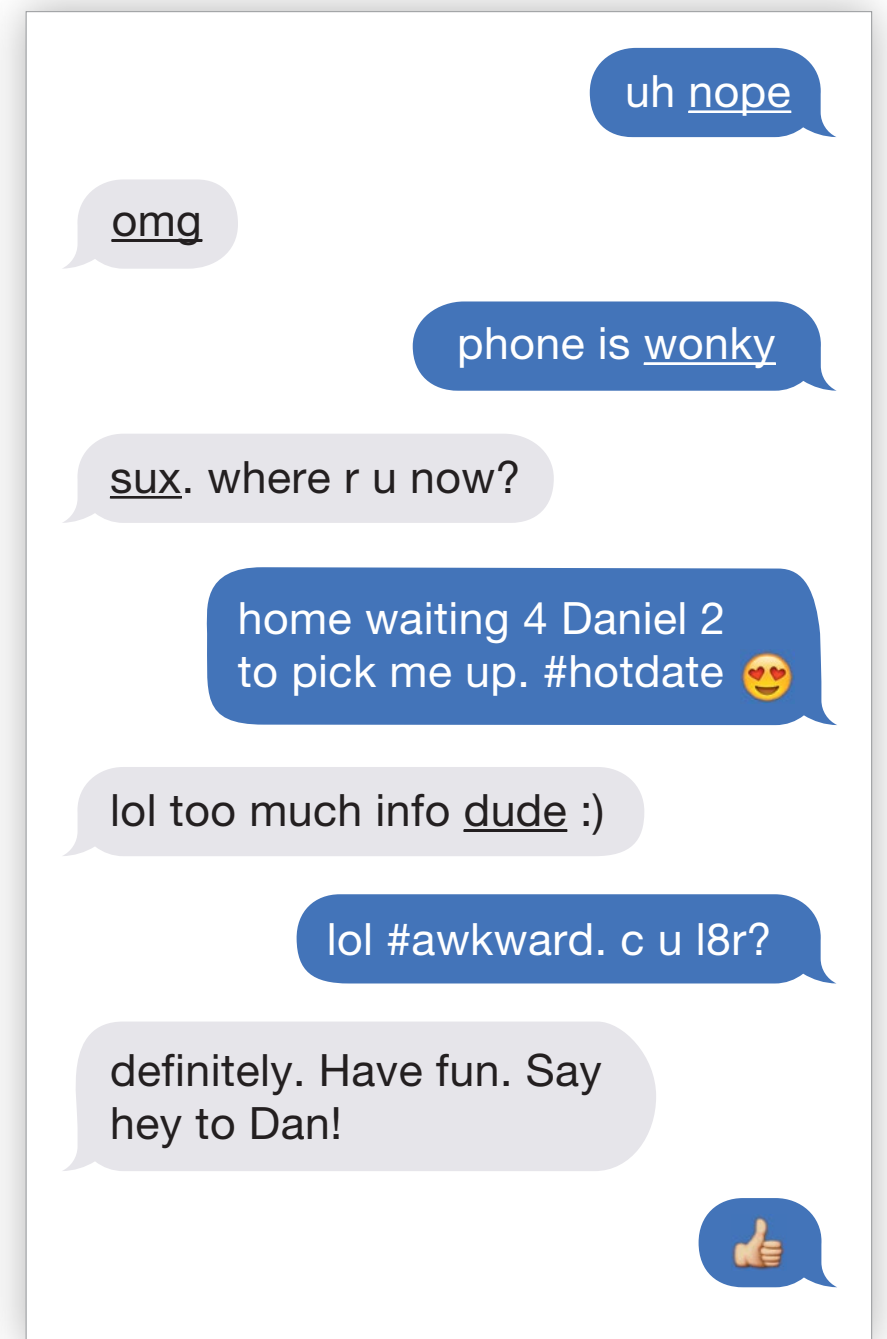 uh nope
omg
phone is wonky
sux. where r u now?
home waiting 4 Daniel 2
to pick me up. #hotdate 😍
lol too much info dude :)
lol #awkward. c u l8r?
definitely. Have fun. Say
hey to Dan!
👍🏼